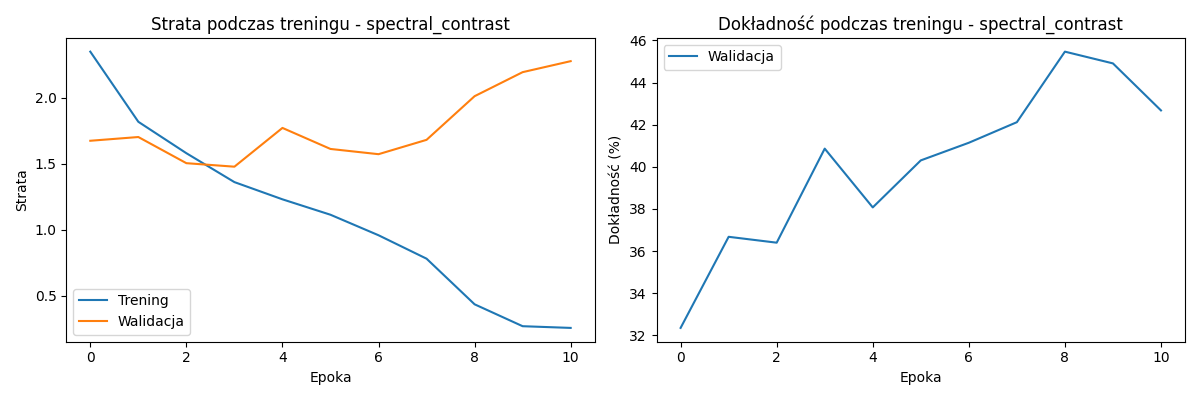 Strata podczas treningu - spectral_contrast
Strata
2.0
1.5
1.0
0.5
Trening
Walidacja
0 2 4 6 8 10
Epoka
Dokładność podczas treningu - spectral_contrast
Dokładność (%)
46
44
42
40
38
36
34
32
Walidacja
0 2 4 6 8 10
Epoka